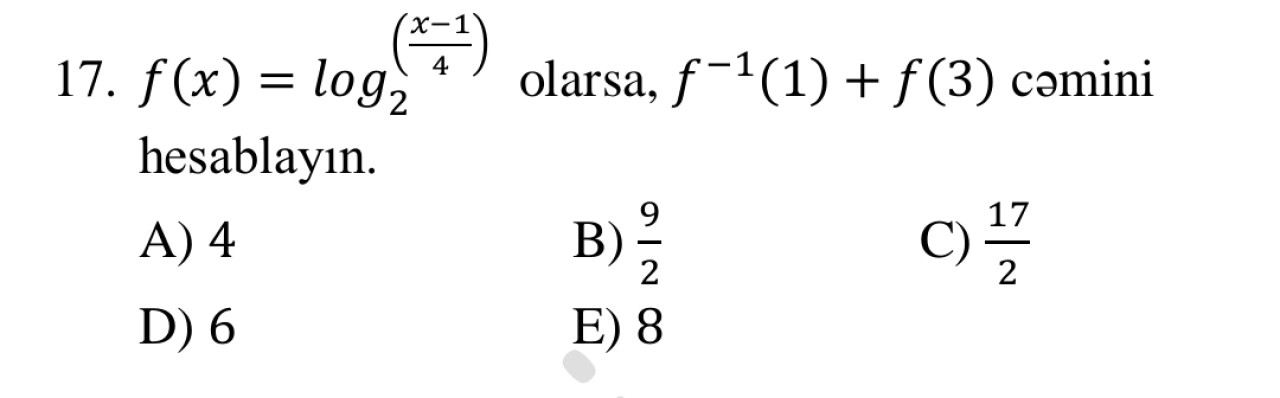 17. f(x) = log₂^((x−1)/4) olarsa, f⁻¹(1) + f(3) cəmini
hesablayın.
A) 4 B) 9/2 C) 17/2
D) 6 E) 8